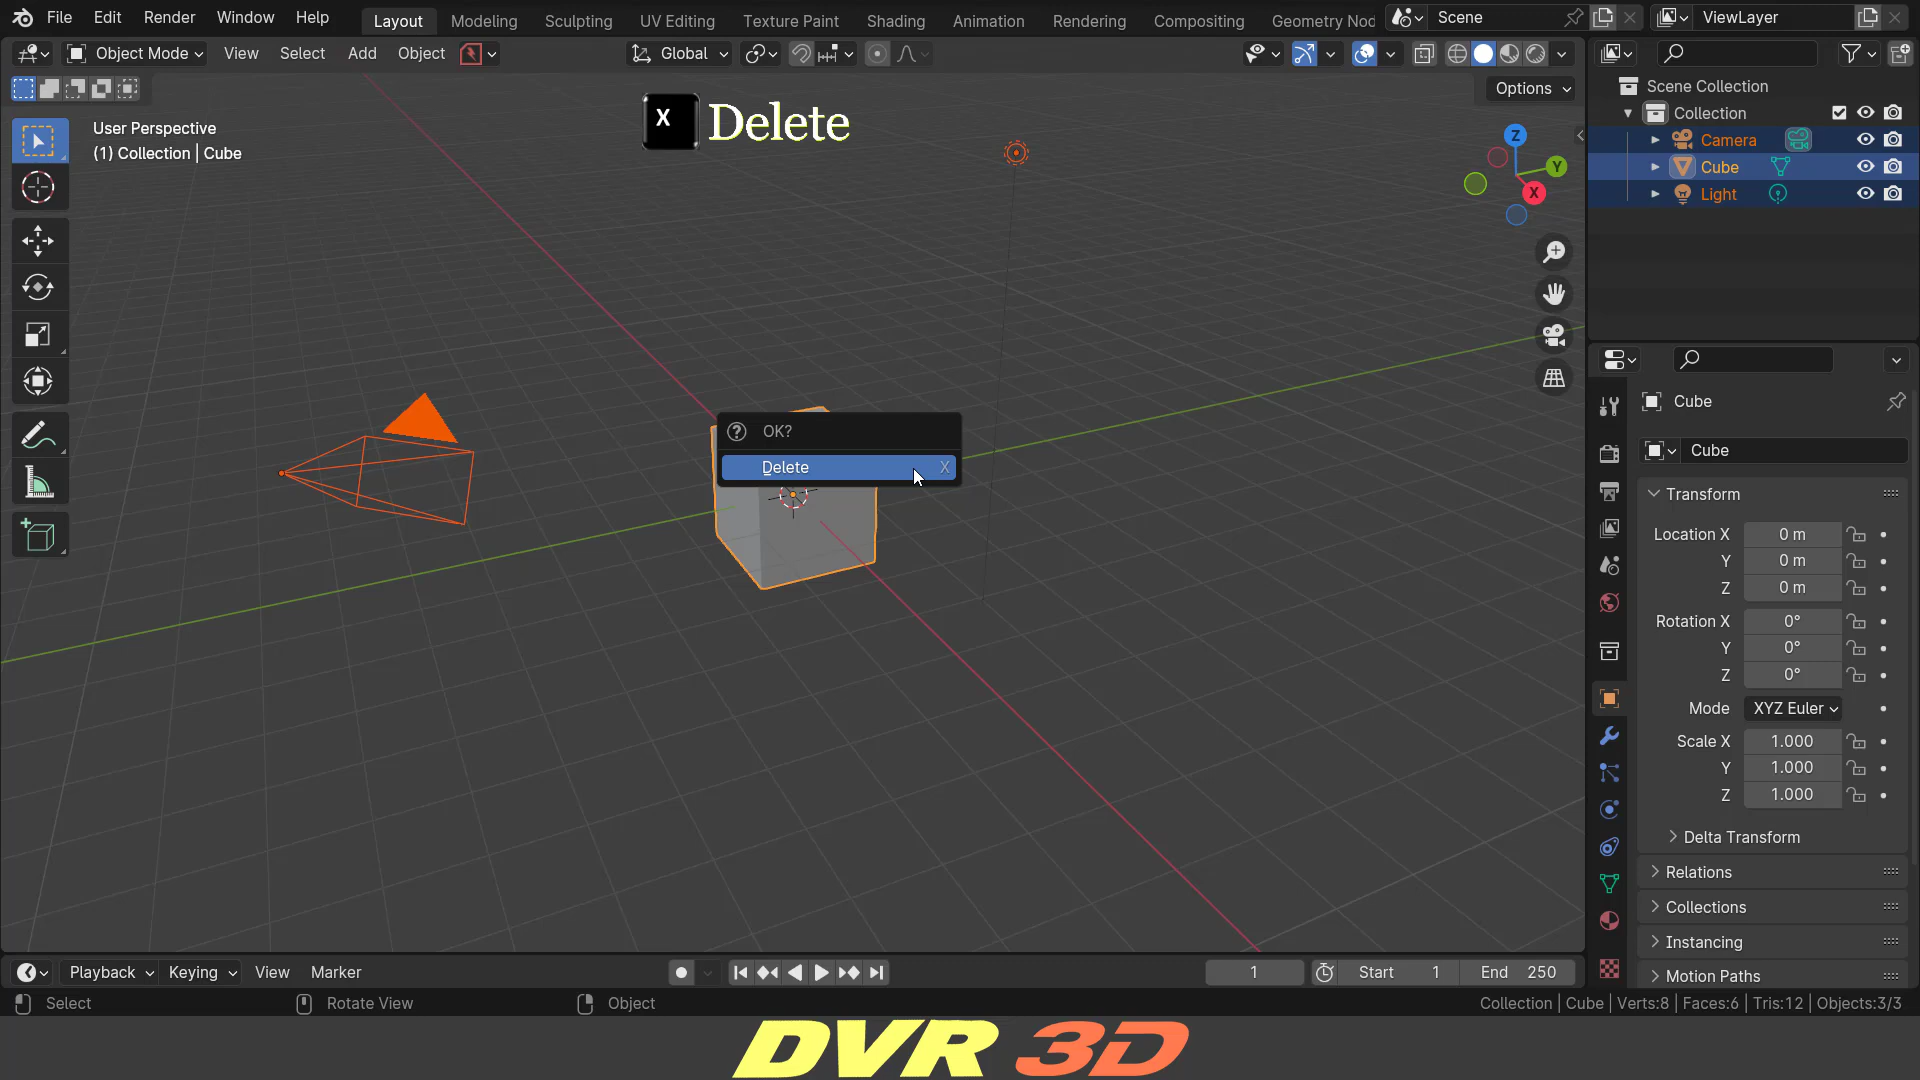 File Edit Render Window Help Layout Modeling Sculpting UV Editing Texture Paint Shading Animation Rendering Compositing Geometry Nod Scene ViewLayer
Object Mode View Select Add Object Global
Options
User Perspective
(1) Collection | Cube
X Delete
Z
Y
X
OK?
Delete X
Scene Collection
Collection
Camera
Cube
Light
Cube
Cube
Transform
Location X 0 m
Y 0 m
Z 0 m
Rotation X 0°
Y 0°
Z 0°
Mode XYZ Euler
Scale X 1.000
Y 1.000
Z 1.000
Delta Transform
Relations
Collections
Instancing
Motion Paths
Playback Keying View Marker 1 Start 1 End 250
Select Rotate View Object Collection | Cube | Verts:8 | Faces:6 | Tris:12 | Objects:3/3
DVR 3D